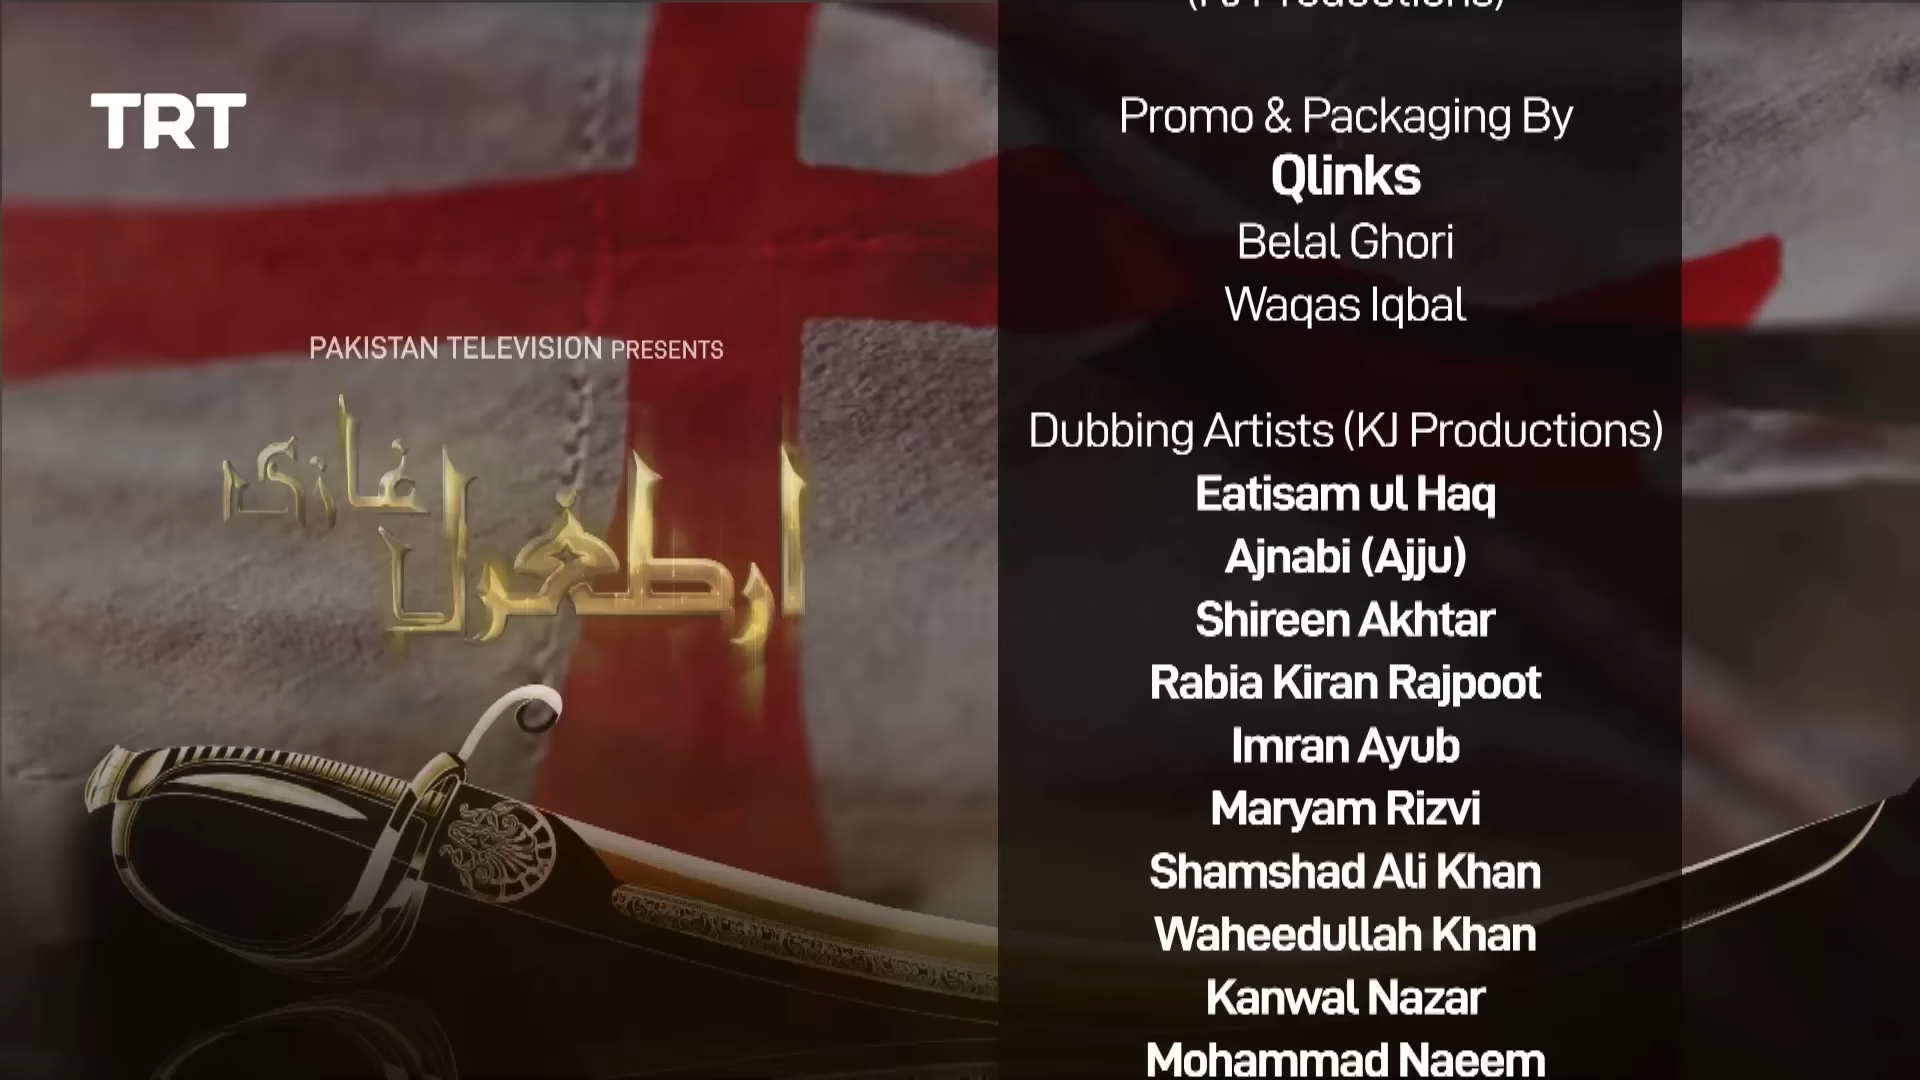 TRT
PAKISTAN TELEVISION PRESENTS
ارطغرل
غازی
Promo & Packaging By
Qlinks
Belal Ghori
Waqas Iqbal
Dubbing Artists (KJ Productions)
Eatisam ul Haq
Ajnabi (Ajju)
Shireen Akhtar
Rabia Kiran Rajpoot
Imran Ayub
Maryam Rizvi
Shamshad Ali Khan
Waheedullah Khan
Kanwal Nazar
Mohammad Naeem